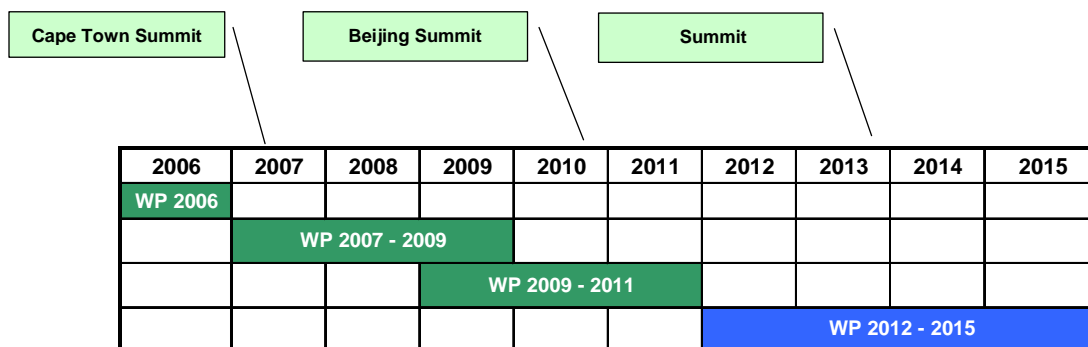 Cape Town Summit
Beijing Summit
Summit
2006 2007 2008 2009 2010 2011 2012 2013 2014 2015
WP 2006
WP 2007 - 2009
WP 2009 - 2011
WP 2012 - 2015